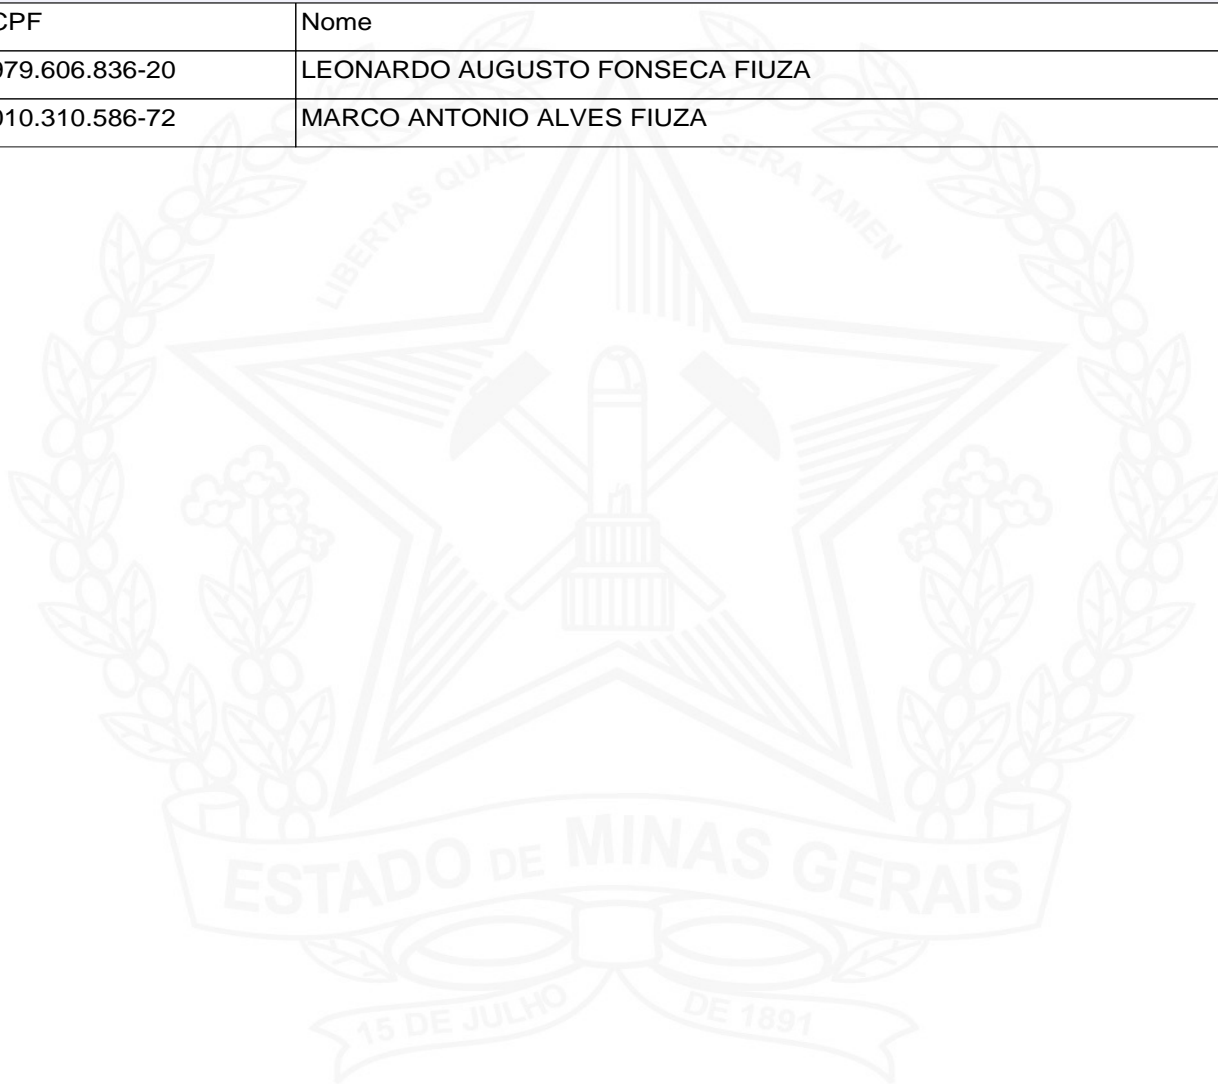 CPF Nome
979.606.836-20 LEONARDO AUGUSTO FONSECA FIUZA
010.310.586-72 MARCO ANTONIO ALVES FIUZA
LIBERTAS QUAE SERA TAMEN
ESTADO DE MINAS GERAIS
15 DE JULHO DE 1891